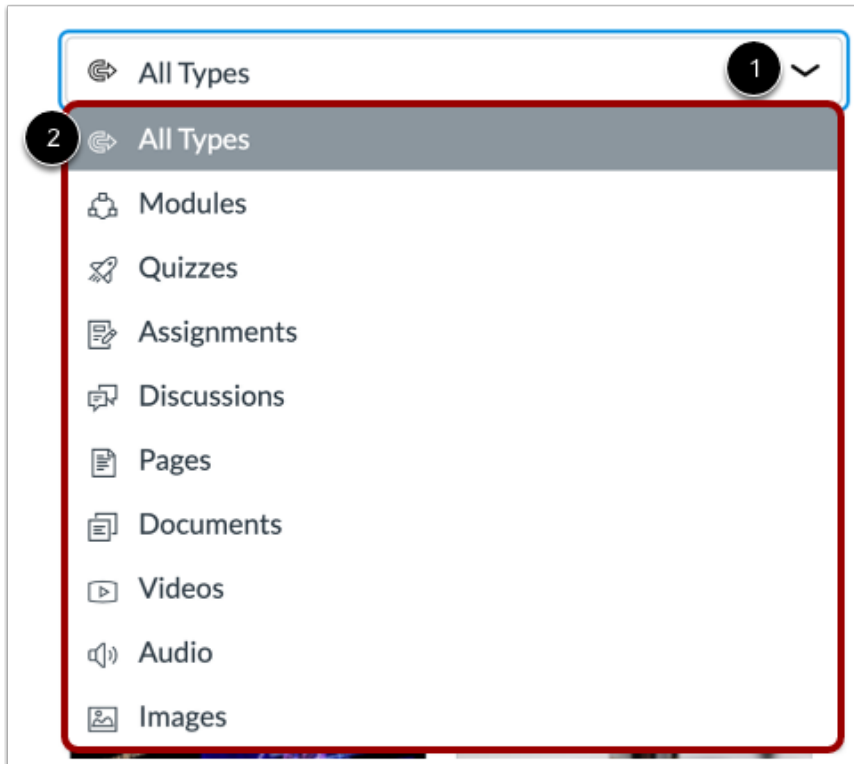 All Types
1
2
All Types
Modules
Quizzes
Assignments
Discussions
Pages
Documents
Videos
Audio
Images